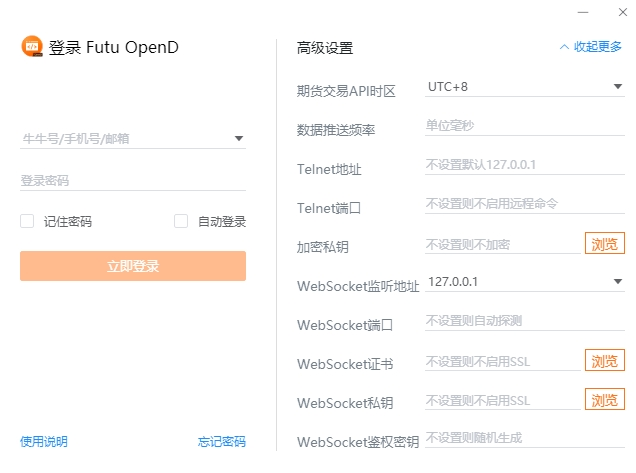 登录 Futu OpenD
牛牛号/手机号/邮箱
登录密码
记住密码 自动登录
立即登录
使用说明 忘记密码
高级设置 收起更多
期货交易API时区 UTC+8
数据推送频率 单位毫秒
Telnet地址 不设置默认127.0.0.1
Telnet端口 不设置则不启用远程命令
加密私钥 不设置则不加密 浏览
WebSocket监听地址 127.0.0.1
WebSocket端口 不设置则自动探测
WebSocket证书 不设置则不启用SSL 浏览
WebSocket私钥 不设置则不启用SSL 浏览
WebSocket鉴权密钥 不设置则随机生成